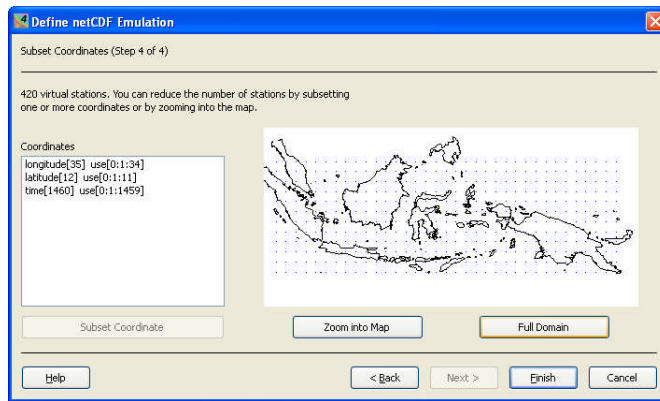 Define netCDF Emulation
Subset Coordinates (Step 4 of 4)
420 virtual stations. You can reduce the number of stations by subsetting
one or more coordinates or by zooming into the map.
Coordinates
longitude[35] use[0:1:34]
latitude[12] use[0:1:11]
time[1460] use[0:1:1459]
Subset Coordinate
Zoom into Map
Full Domain
Help
< Back
Next >
Finish
Cancel